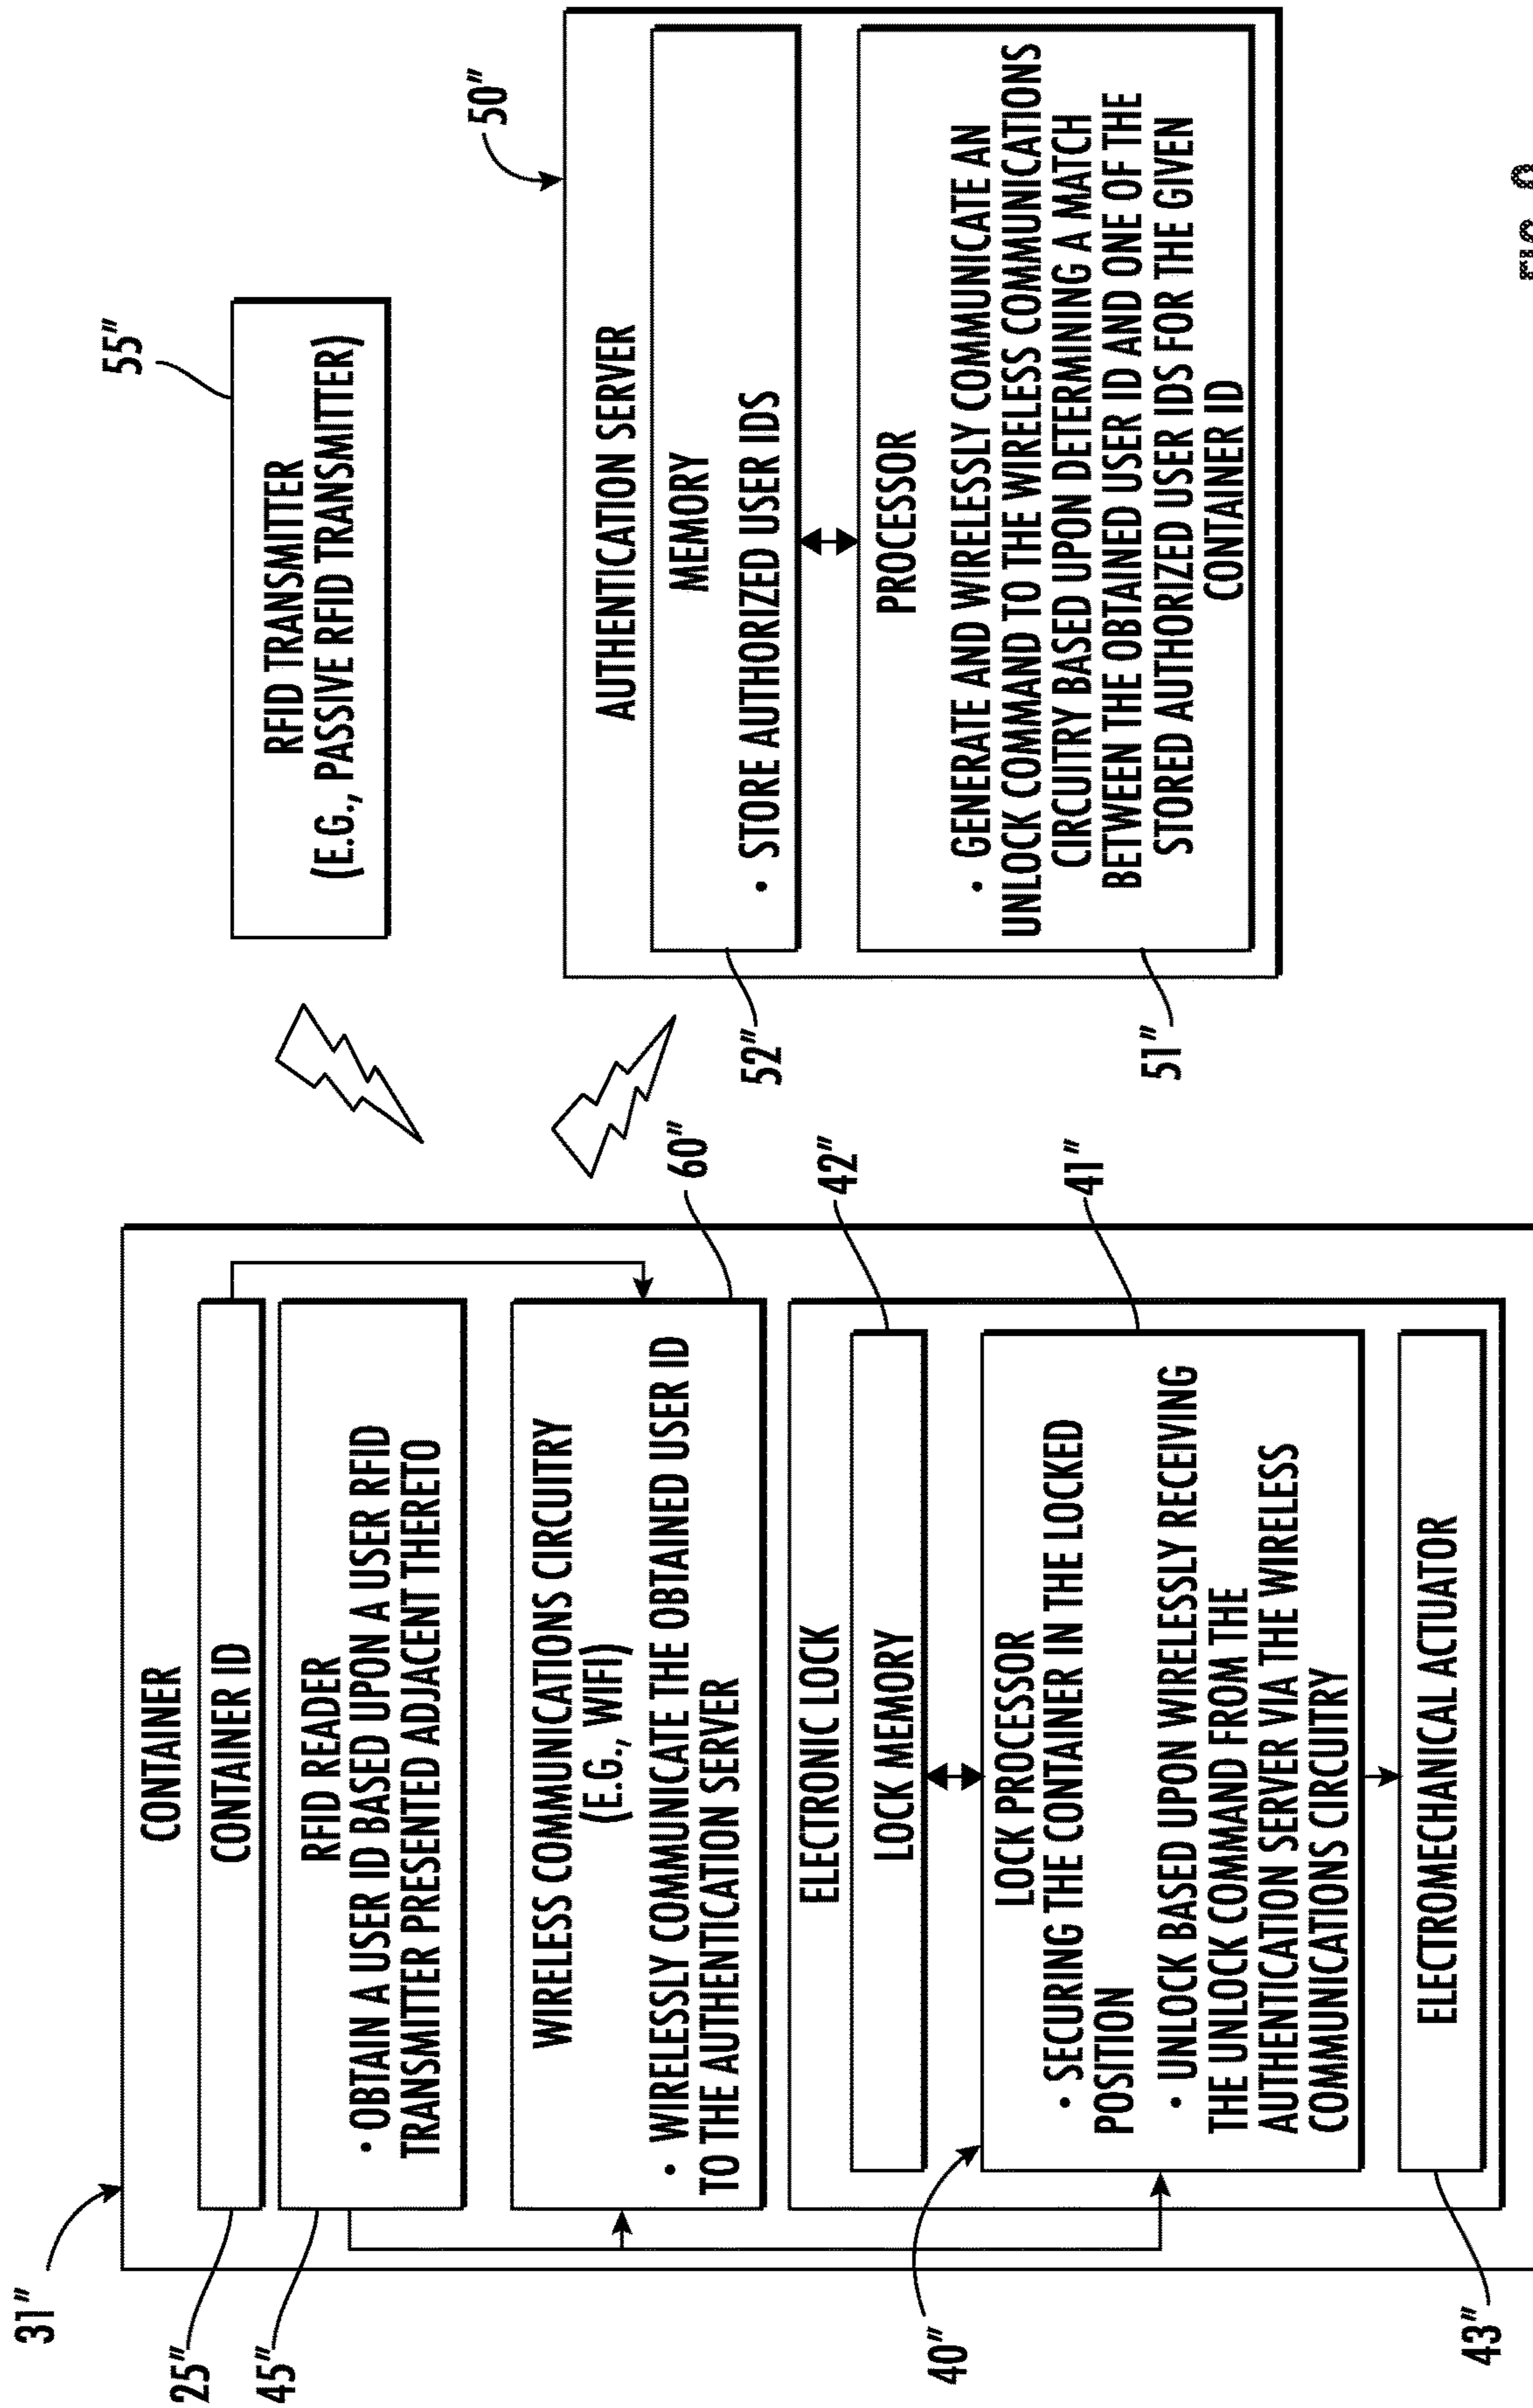 31″
CONTAINER
25″
CONTAINER ID
45″
RFID READER
• OBTAIN A USER ID BASED UPON A USER RFID
TRANSMITTER PRESENTED ADJACENT THERETO
WIRELESS COMMUNICATIONS CIRCUITRY
(E.G., WIFI)
• WIRELESSLY COMMUNICATE THE OBTAINED USER ID
TO THE AUTHENTICATION SERVER
60″
ELECTRONIC LOCK
40″
LOCK MEMORY
42″
LOCK PROCESSOR
• SECURING THE CONTAINER IN THE LOCKED
POSITION
• UNLOCK BASED UPON WIRELESSLY RECEIVING
THE UNLOCK COMMAND FROM THE
AUTHENTICATION SERVER VIA THE WIRELESS
COMMUNICATIONS CIRCUITRY
41″
ELECTROMECHANICAL ACTUATOR
43″
55″
RFID TRANSMITTER
(E.G., PASSIVE RFID TRANSMITTER)
50″
AUTHENTICATION SERVER
MEMORY
• STORE AUTHORIZED USER IDS
52″
PROCESSOR
• GENERATE AND WIRELESSLY COMMUNICATE AN
UNLOCK COMMAND TO THE WIRELESS COMMUNICATIONS
CIRCUITRY BASED UPON DETERMINING A MATCH
BETWEEN THE OBTAINED USER ID AND ONE OF THE
STORED AUTHORIZED USER IDS FOR THE GIVEN
CONTAINER ID
51″